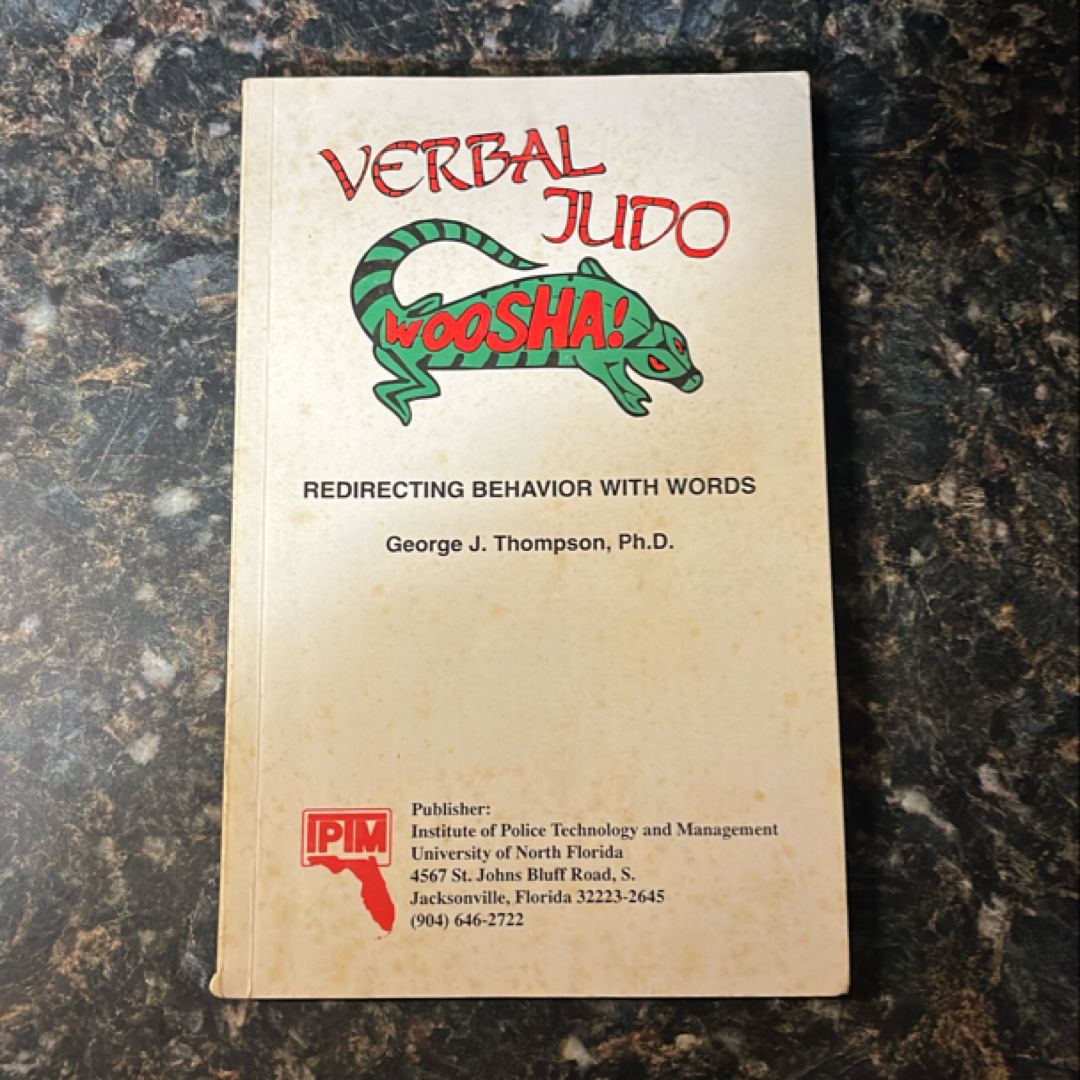 VERBAL
JUDO
WOOSHA!
REDIRECTING BEHAVIOR WITH WORDS
George J. Thompson, Ph.D.
IPTM
Publisher:
Institute of Police Technology and Management
University of North Florida
4567 St. Johns Bluff Road, S.
Jacksonville, Florida 32223-2645
(904) 646-2722